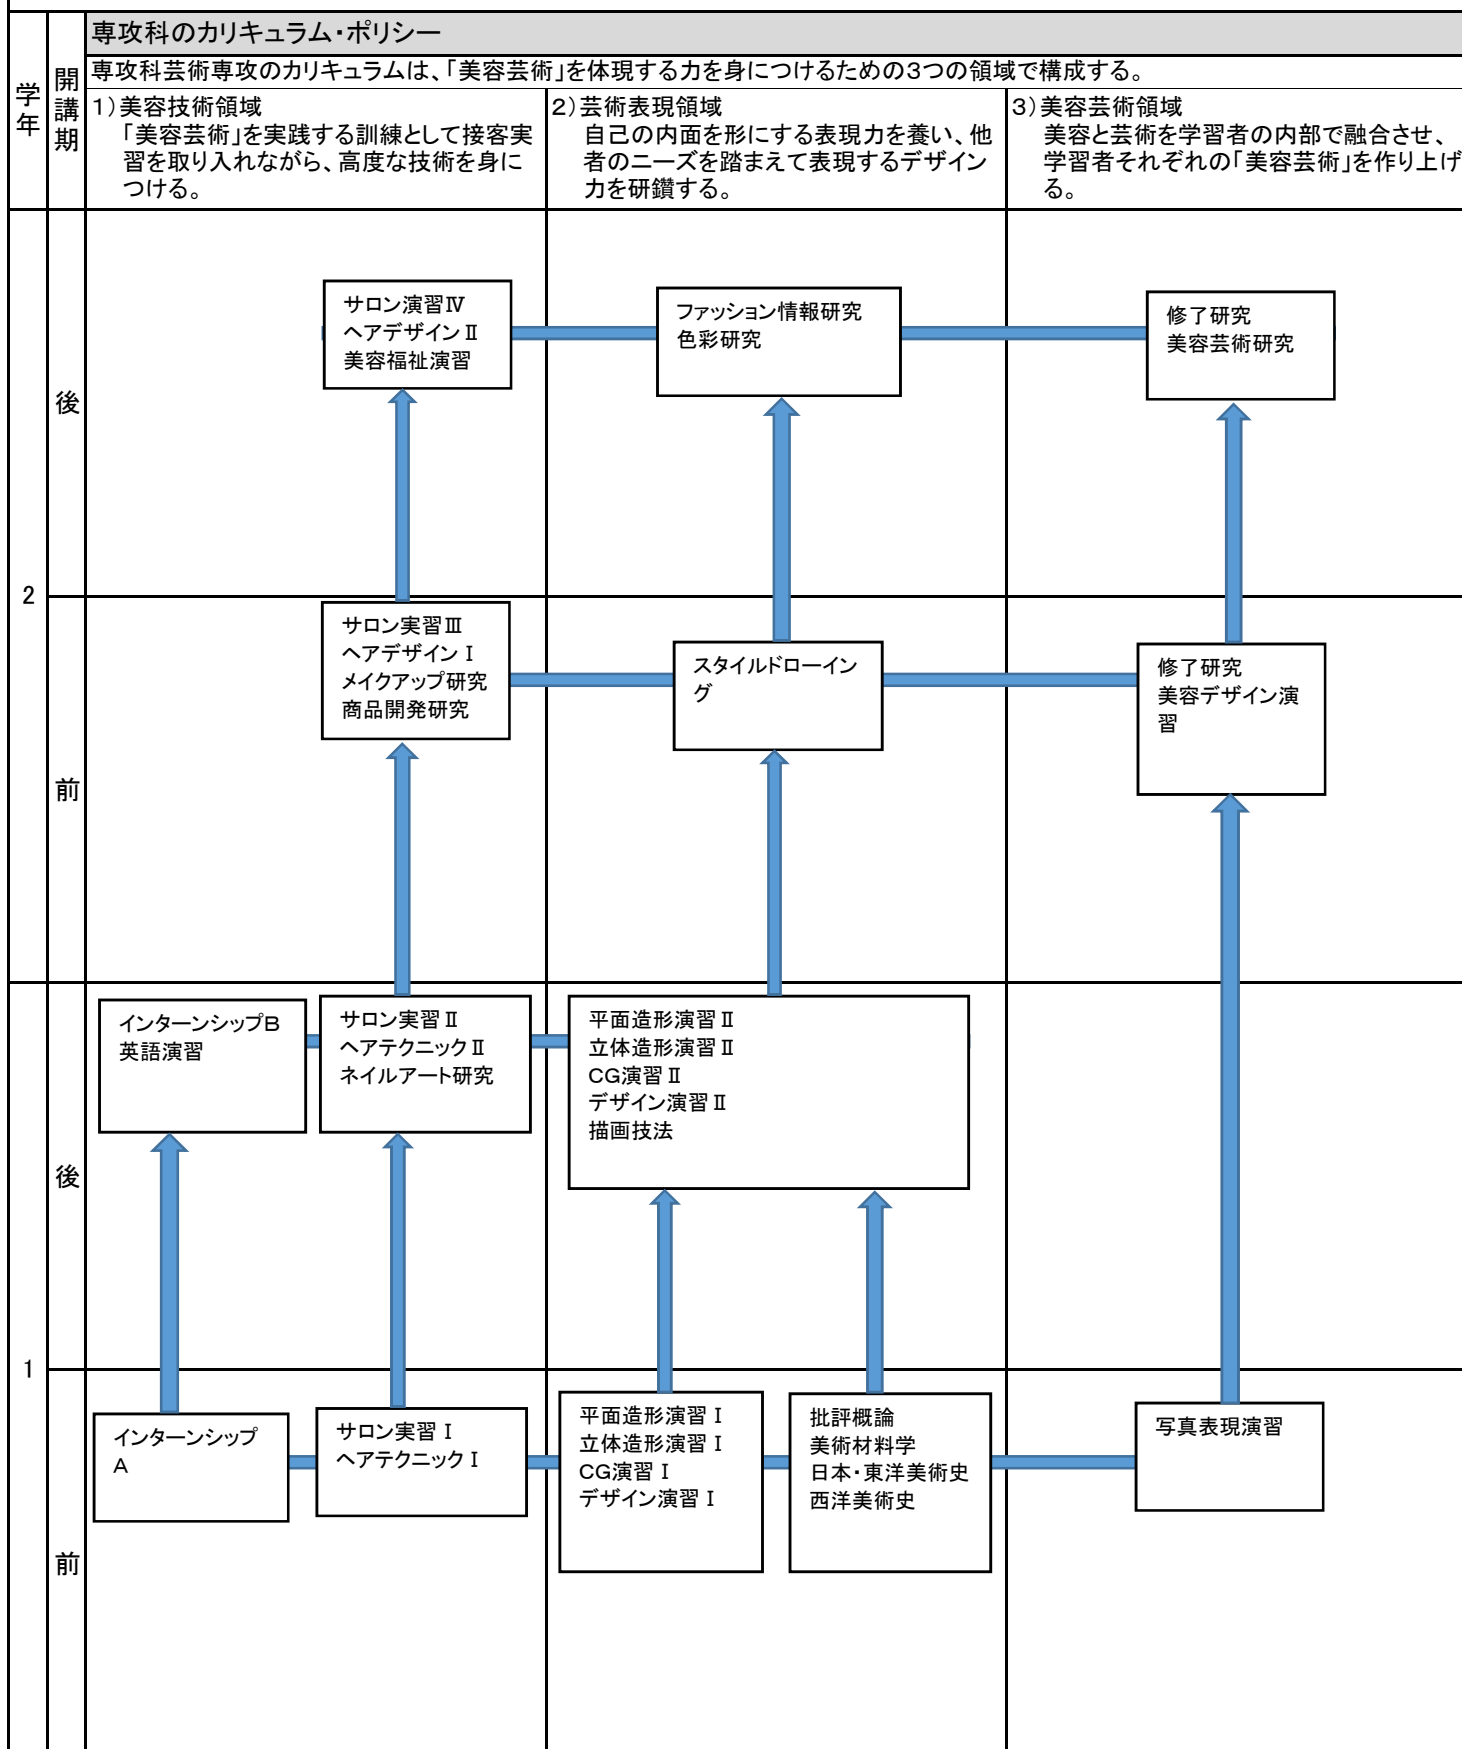 専攻科のカリキュラム・ポリシー
学年
開講期
専攻科芸術専攻のカリキュラムは、「美容芸術」を体現する力を身につけるための3つの領域で構成する。
1)美容技術領域
「美容芸術」を実践する訓練として接客実
習を取り入れながら、高度な技術を身に
つける。
2)芸術表現領域
自己の内面を形にする表現力を養い、他
者のニーズを踏まえて表現するデザイン
力を研鑽する。
3)美容芸術領域
美容と芸術を学習者の内部で融合させ、
学習者それぞれの「美容芸術」を作り上げ
る。
2
後
サロン演習Ⅳ
ヘアデザインⅡ
美容福祉演習
ファッション情報研究
色彩研究
修了研究
美容芸術研究
前
サロン実習Ⅲ
ヘアデザインⅠ
メイクアップ研究
商品開発研究
スタイルドローイン
グ
修了研究
美容デザイン演
習
1
後
インターンシップB
英語演習
サロン実習Ⅱ
ヘアテクニックⅡ
ネイルアート研究
平面造形演習Ⅱ
立体造形演習Ⅱ
CG演習Ⅱ
デザイン演習Ⅱ
描画技法
前
インターンシップ
A
サロン実習Ⅰ
ヘアテクニックⅠ
平面造形演習Ⅰ
立体造形演習Ⅰ
CG演習Ⅰ
デザイン演習Ⅰ
批評概論
美術材料学
日本・東洋美術史
西洋美術史
写真表現演習